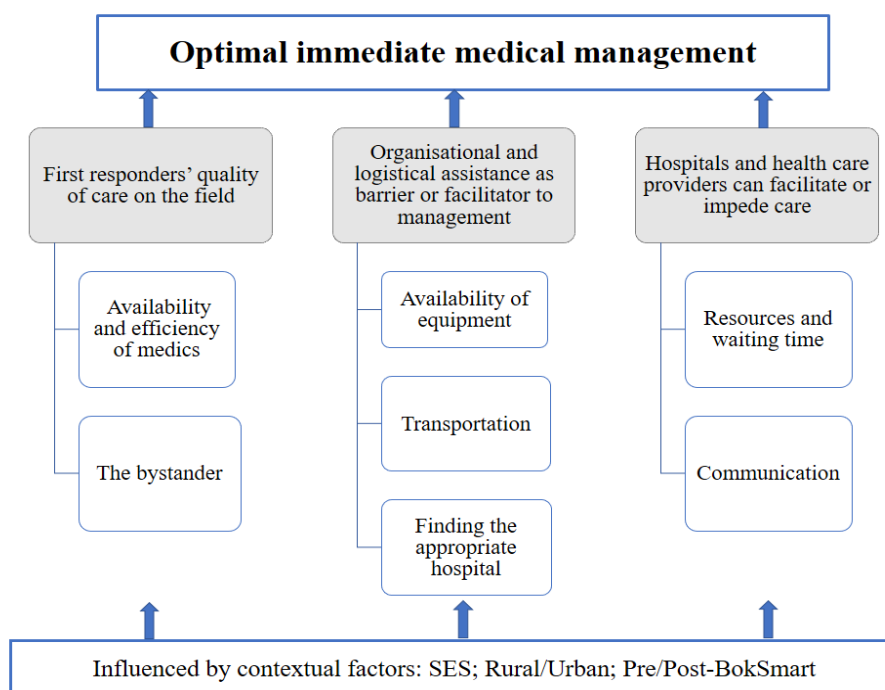 Optimal immediate medical management
First responders’ quality
of care on the field
Availability
and efficiency
of medics
The bystander
Organisational and
logistical assistance as
barrier or facilitator to
management
Availability of
equipment
Transportation
Finding the
appropriate
hospital
Hospitals and health care
providers can facilitate or
impede care
Resources and
waiting time
Communication
Influenced by contextual factors: SES; Rural/Urban; Pre/Post-BokSmart